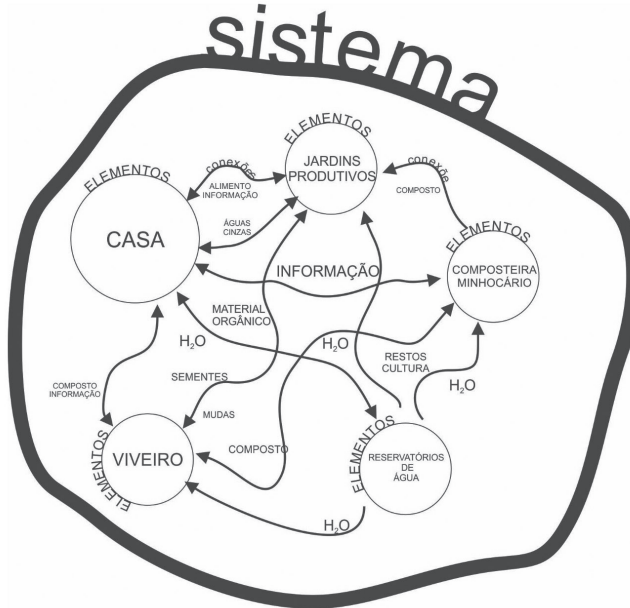 sistema
ELEMENTOS
JARDINS
PRODUTIVOS
conexões
ALIMENTO
INFORMAÇÃO
conexõe
COMPOSTO
ELEMENTOS
CASA
ÁGUAS
CINZAS
ELEMENTOS
COMPOSTEIRA
MINHOCÁRIO
INFORMAÇÃO
MATERIAL
ORGÂNICO
H₂O
H₂O
RESTOS
CULTURA
H₂O
SEMENTES
COMPOSTO
INFORMAÇÃO
MUDAS
ELEMENTOS
ELEMENTOS
VIVEIRO
COMPOSTO
ELEMENTOS
RESERVATÓRIOS
DE
ÁGUA
H₂O